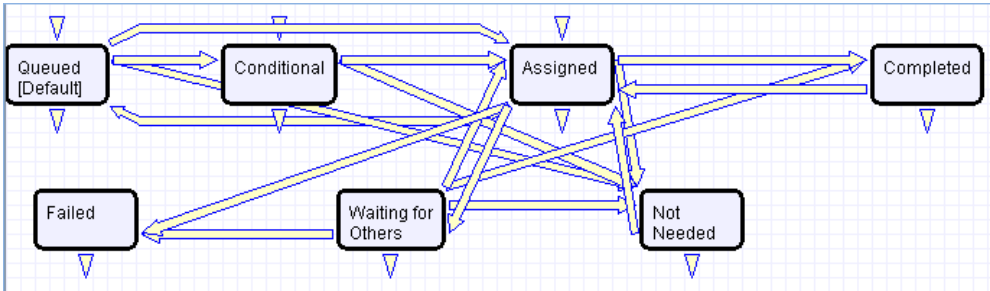 Queued
[Default]
Conditional
Assigned
Completed
Failed
Waiting for
Others
Not
Needed